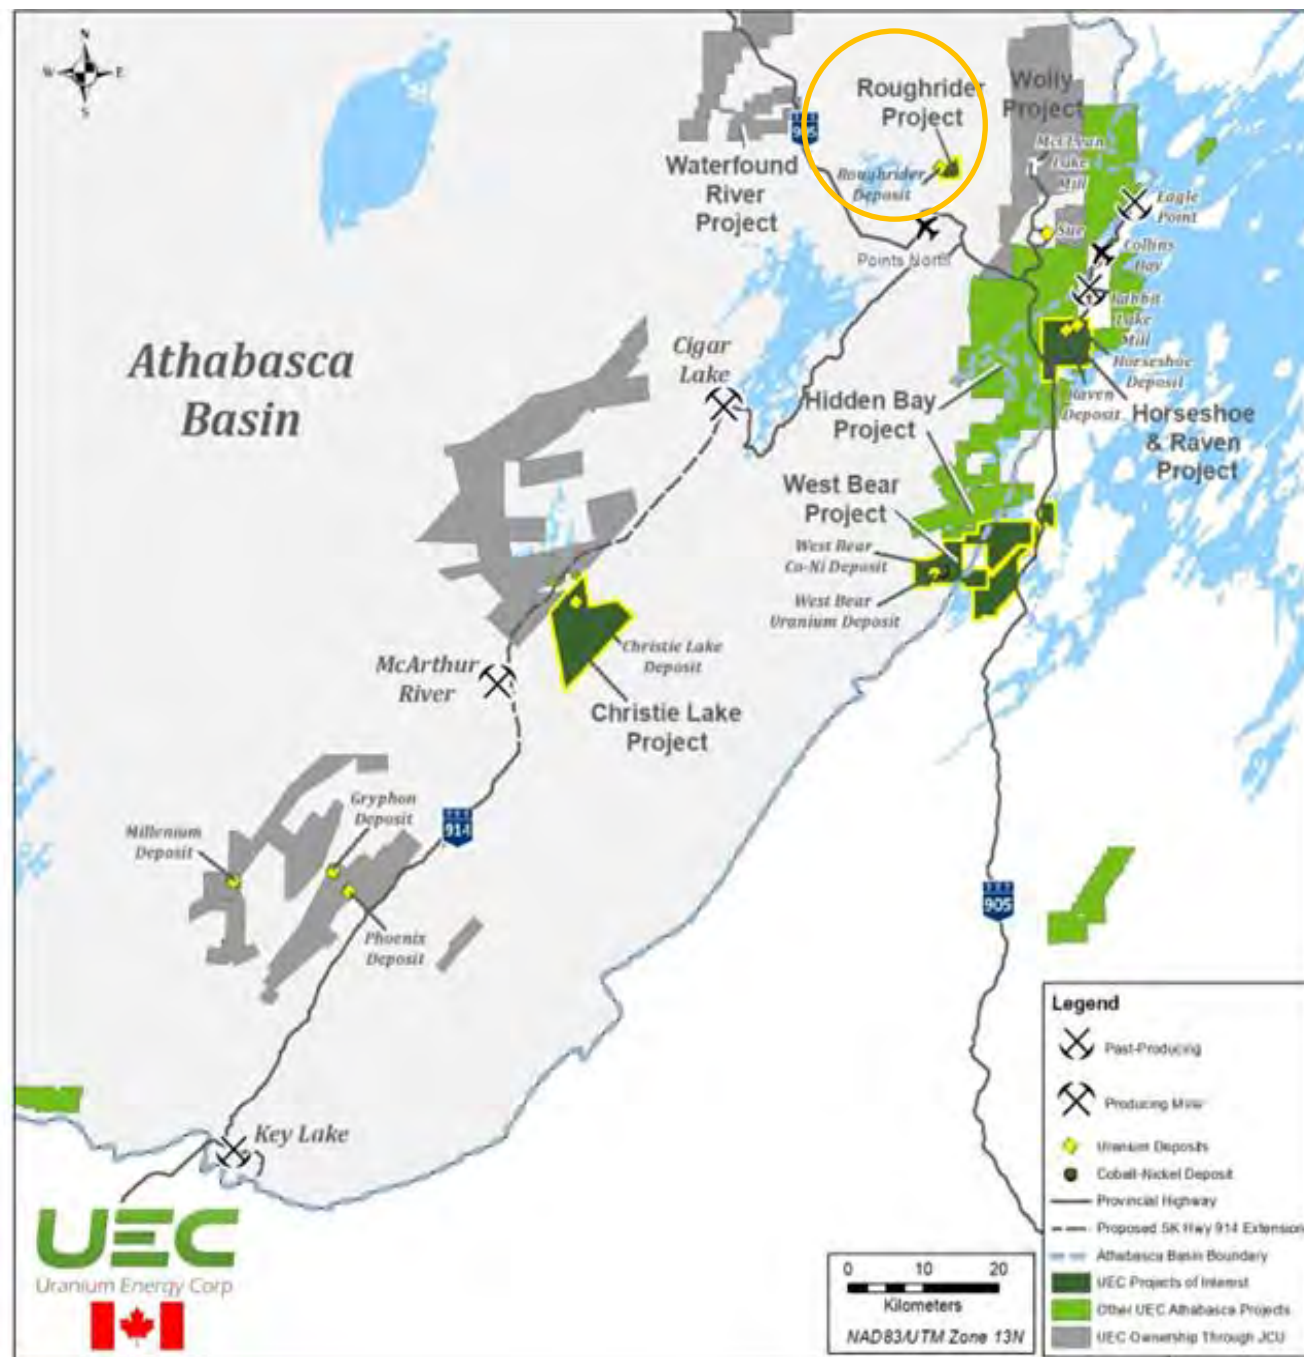 N
W E
S
Roughrider
Project
Wolly
Project
905
McClean
Lake
Mill
Waterfound
River
Project
Roughrider
Deposit
Eagle
Point
Sue
Collins
Bay
Points North
Rabbit
Lake
Mill
Athabasca
Basin
Cigar
Lake
Horseshoe
Deposit
Raven
Deposit
Hidden Bay
Project
Horseshoe
& Raven
Project
West Bear
Project
West Bear
Co-Ni Deposit
West Bear
Uranium Deposit
Christie Lake
Deposit
McArthur
River
Christie Lake
Project
Gryphon
Deposit
Millenium
Deposit
914
905
Phoenix
Deposit
Key Lake
UEC
Uranium Energy Corp
0 10 20
Kilometers
NAD83/UTM Zone 13N
Legend
Past-Producing
Producing Mine
Uranium Deposits
Cobalt-Nickel Deposit
Provincial Highway
Proposed SK Hwy 914 Extension
Athabasca Basin Boundary
UEC Projects of Interest
Other UEC Athabasca Projects
UEC Ownership Through JCU